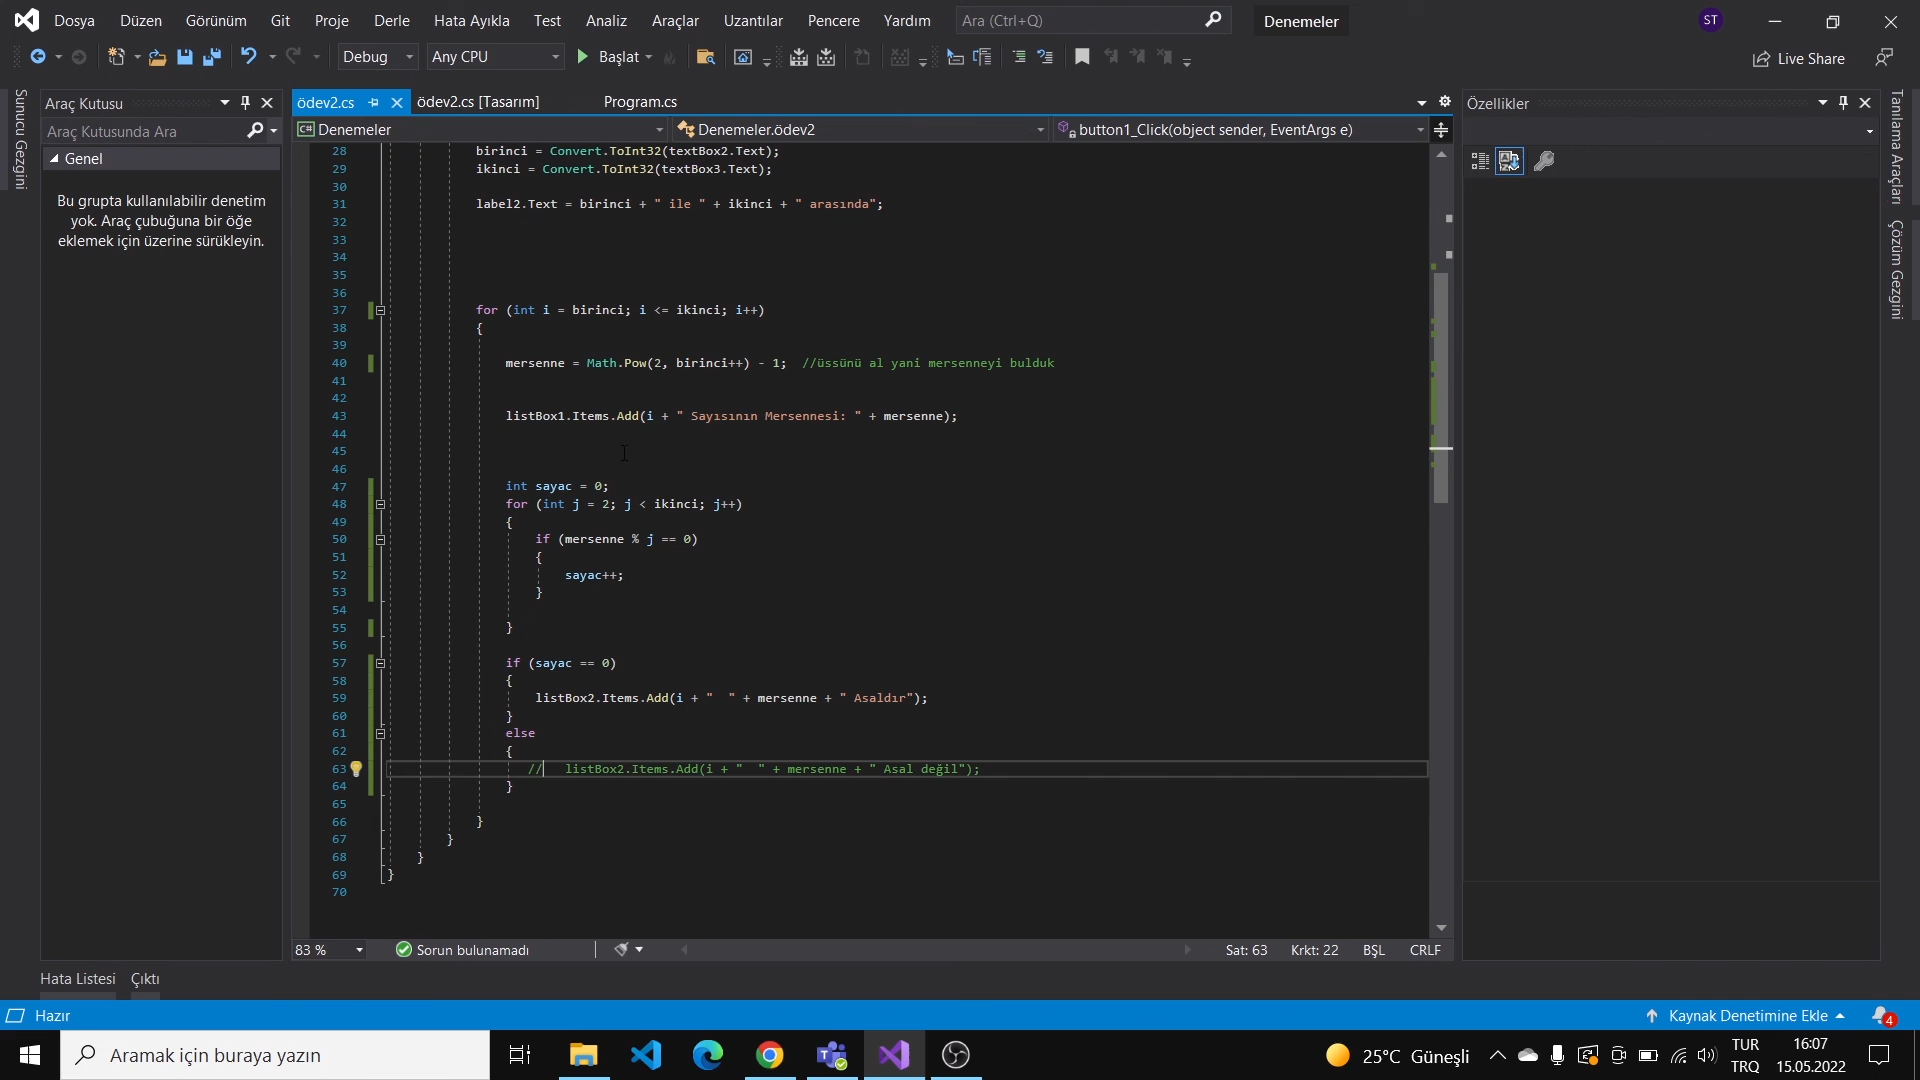 Dosya Düzen Görünüm Git Proje Derle Hata Ayıkla Test Analiz Araçlar Uzantılar Pencere Yardım Ara (Ctrl+Q) Denemeler ST
Debug Any CPU Başlat Live Share
Sunucu Gezgini
Araç Kutusu
Araç Kutusunda Ara
Genel
Bu grupta kullanılabilir denetim
yok. Araç çubuğuna bir öğe
eklemek için üzerine sürükleyin.
ödev2.cs ödev2.cs [Tasarım] Program.cs
C# Denemeler Denemeler.ödev2 button1_Click(object sender, EventArgs e)
28 birinci = Convert.ToInt32(textBox2.Text);
29 ikinci = Convert.ToInt32(textBox3.Text);
30
31 label2.Text = birinci + " ile " + ikinci + " arasında";
32
33
34
35
36
37 for (int i = birinci; i <= ikinci; i++)
38 {
39
40 mersenne = Math.Pow(2, birinci++) - 1; //üssünü al yani mersenneyi bulduk
41
42
43 listBox1.Items.Add(i + " Sayısının Mersennesi: " + mersenne);
44
45
46
47 int sayac = 0;
48 for (int j = 2; j < ikinci; j++)
49 {
50 if (mersenne % j == 0)
51 {
52 sayac++;
53 }
54
55 }
56
57 if (sayac == 0)
58 {
59 listBox2.Items.Add(i + "  " + mersenne + " Asaldır");
60 }
61 else
62 {
63 //   listBox2.Items.Add(i + "  " + mersenne + " Asal değil");
64 }
65
66 }
67 }
68 }
69 }
70
83 % Sorun bulunamadı Sat: 63 Krkt: 22 BŞL CRLF
Özellikler
Tanılama Araçları
Çözüm Gezgini
Hata Listesi Çıktı
Hazır Kaynak Denetimine Ekle 4
Aramak için buraya yazın 25°C Güneşli TUR 16:07
TRQ 15.05.2022